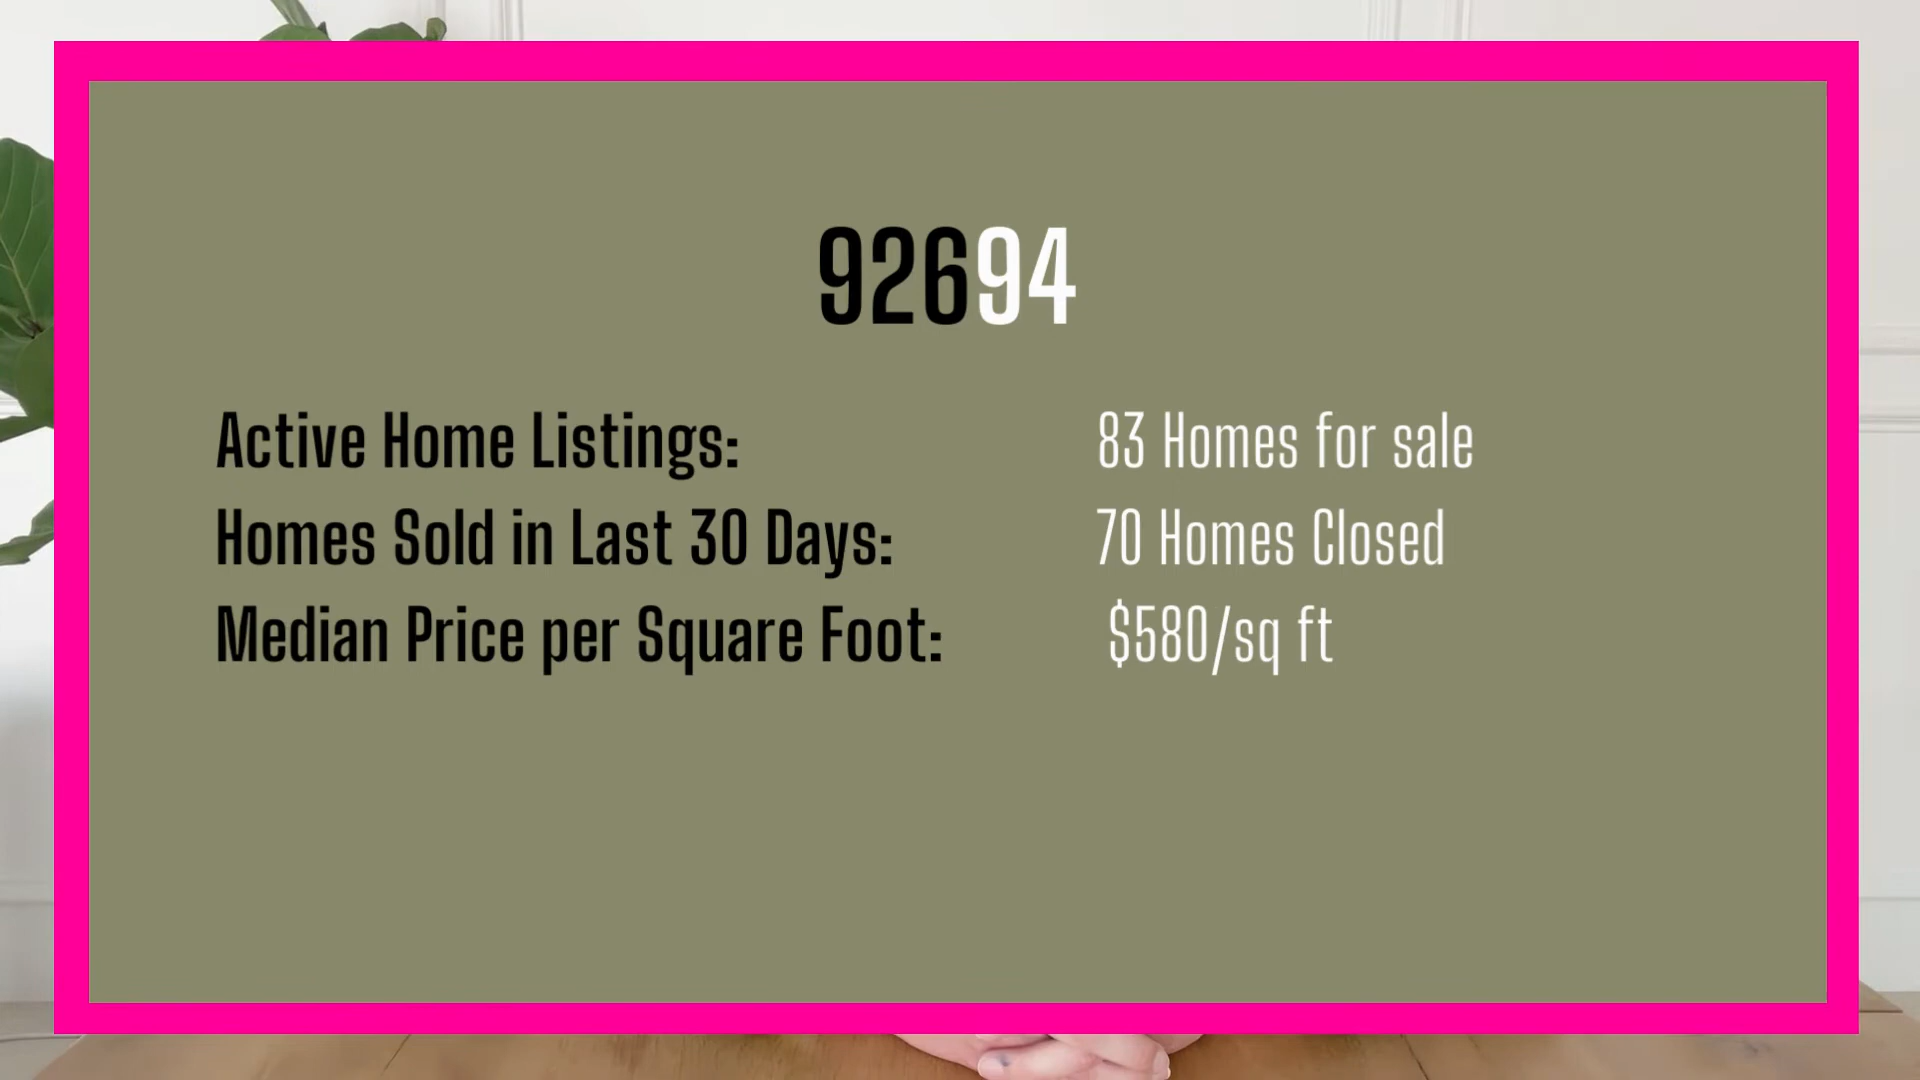 92694
Active Home Listings: 83 Homes for sale
Homes Sold in Last 30 Days: 70 Homes Closed
Median Price per Square Foot: $580/sq ft